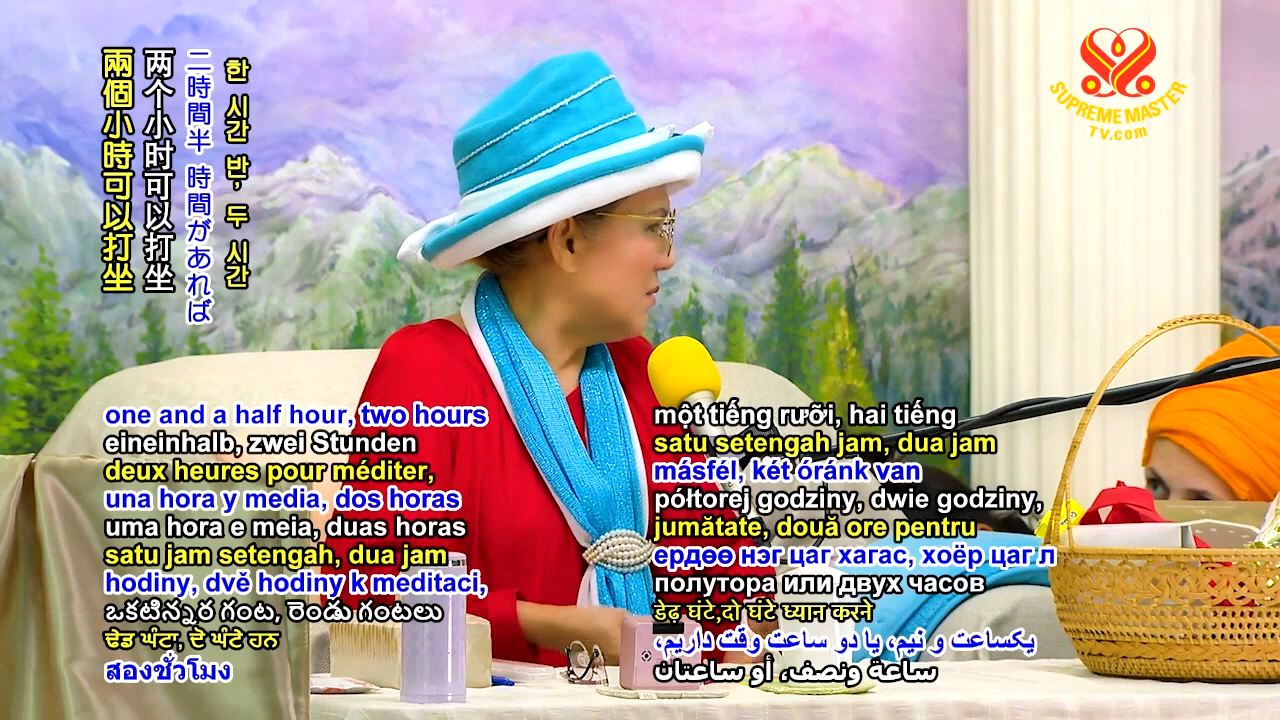 兩個小時可以打坐
两个小时可以打坐
二時間半 時間があれば
한 시간 반, 두 시간
SUPREME MASTER
TV.com
one and a half hour, two hours
eineinhalb, zwei Stunden
deux heures pour méditer,
una hora y media, dos horas
uma hora e meia, duas horas
satu jam setengah, dua jam
hodiny, dvě hodiny k meditaci,
ఒకటిన్నర గంట, రెండు గంటలు
ਢੇਡ ਘੰਟਾ, ਦੋ ਘੰਟੇ ਹਨ
สองชั่วโมง
một tiếng rưỡi, hai tiếng
satu setengah jam, dua jam
másfél, két óránk van
półtorej godziny, dwie godziny,
jumătate, două ore pentru
ердөө нэг цаг хагас, хоёр цаг л
полутора или двух часов
डेढ़ घंटे,दो घंटे ध्यान करने
یکساعت و نیم، یا دو ساعت وقت داریم،
ساعة ونصف، أو ساعتان